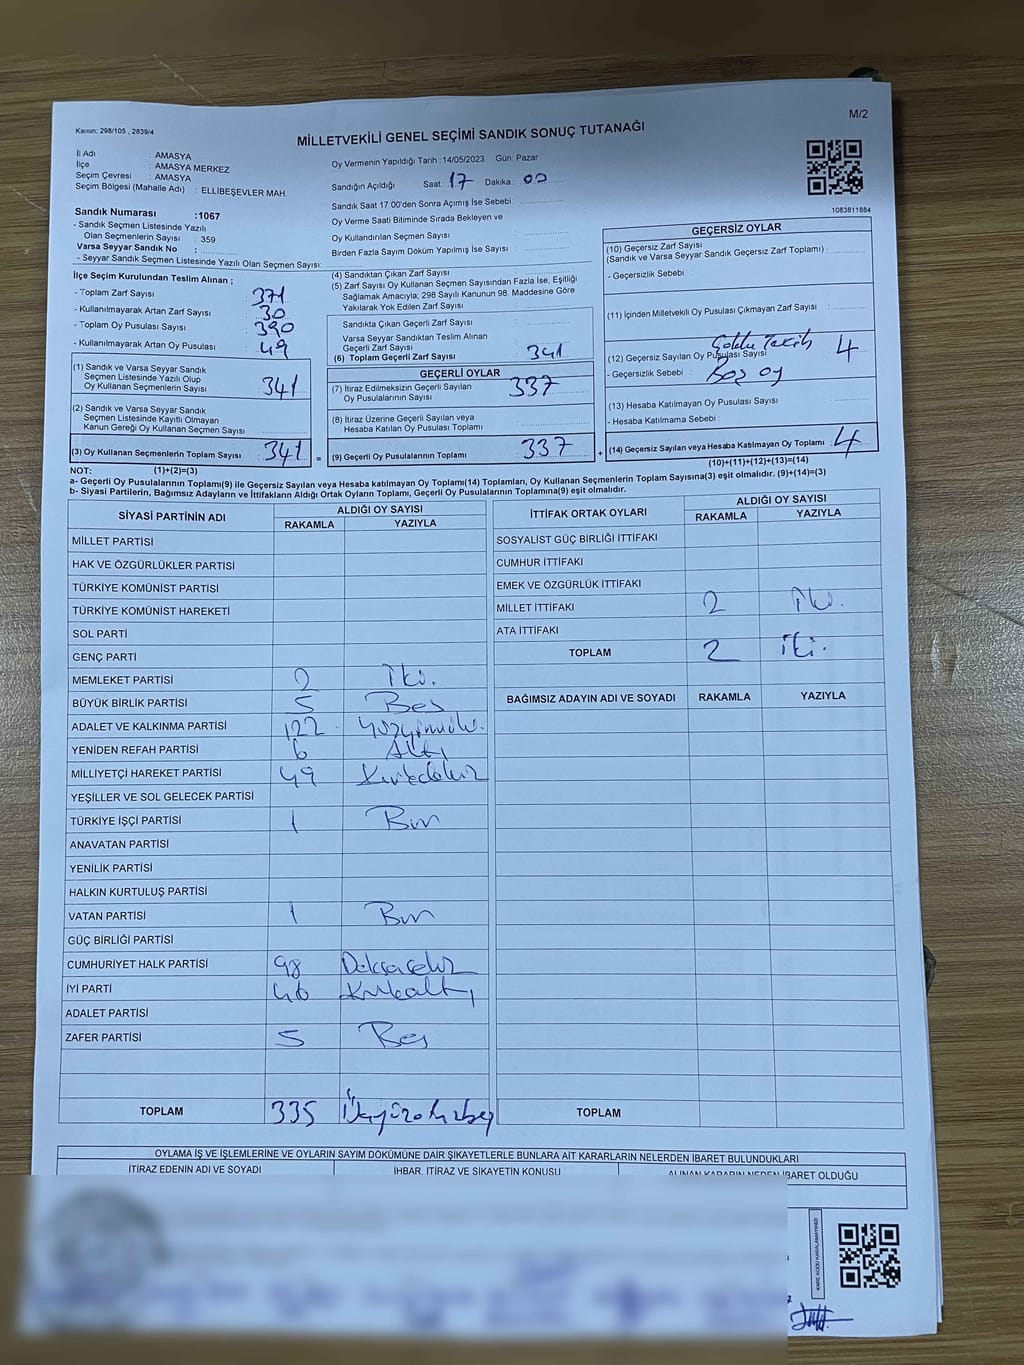 M/2
Kanun; 298/105 , 2839/4
MİLLETVEKİLİ GENEL SEÇİMİ SANDIK SONUÇ TUTANAĞI
İl Adı : AMASYA
İlçe : AMASYA MERKEZ
Seçim Çevresi : AMASYA
Seçim Bölgesi (Mahalle Adı) : ELLİBEŞEVLER MAH.
Sandık Numarası :1067
- Sandık Seçmen Listesinde Yazılı
Olan Seçmenlerin Sayısı : 359
Varsa Seyyar Sandık No :
- Seyyar Sandık Seçmen Listesinde Yazılı Olan Seçmen Sayısı:
Oy Vermenin Yapıldığı Tarih :14/05/2023 Gün: Pazar
Sandığın Açıldığı Saat: 17 Dakika : 00
Sandık Saat 17:00'den Sonra Açımış İse Sebebi :
Oy Verme Saati Bitiminde Sırada Bekleyen ve
Oy Kullandırılan Seçmen Sayısı :
Birden Fazla Sayım Döküm Yapılmış İse Sayısı :
1083811884
İlçe Seçim Kurulundan Teslim Alınan ;
- Toplam Zarf Sayısı : 371
- Kullanılmayarak Artan Zarf Sayısı : 30
- Toplam Oy Pusulası Sayısı : 390
- Kullanılmayarak Artan Oy Pusulası : 49
(1) Sandık ve Varsa Seyyar Sandık
Seçmen Listesinde Yazılı Olup
Oy Kullanan Seçmenlerin Sayısı : 341
(2) Sandık ve Varsa Seyyar Sandık
Seçmen Listesinde Kayıtlı Olmayan
Kanun Gereği Oy Kullanan Seçmen Sayısı :
(3) Oy Kullanan Seçmenlerin Toplam Sayısı : 341 =
(4) Sandıktan Çıkan Zarf Sayısı :
(5) Zarf Sayısı Oy Kullanan Seçmen Sayısından Fazla İse, Eşitliği
Sağlamak Amacıyla; 298 Sayılı Kanunun 98. Maddesine Göre
Yakılarak Yok Edilen Zarf Sayısı :
Sandıkta Çıkan Geçerli Zarf Sayısı :
Varsa Seyyar Sandıktan Teslim Alınan
Geçerli Zarf Sayısı :
(6) Toplam Geçerli Zarf Sayısı : 341
GEÇERLİ OYLAR
(7) İtiraz Edilmeksizin Geçerli Sayılan
Oy Pusulasının Sayısı : 337
(8) İtiraz Üzerine Geçerli Sayılan veya
Hesaba Katılan Oy Pusulası Toplamı :
(9) Geçerli Oy Pusulalarının Toplamı : 337 +
GEÇERSİZ OYLAR
(10) Geçersiz Zarf Sayısı
(Sandık ve Varsa Seyyar Sandık Geçersiz Zarf Toplamı) :
- Geçersizlik Sebebi :
(11) İçinden Milletvekili Oy Pusulası Çıkmayan Zarf Sayısı :
(12) Geçersiz Sayılan Oy Pusulası Sayısı : 4
- Geçersizlik Sebebi : Boş oy
(13) Hesaba Katılmayan Oy Pusulası Sayısı :
- Hesaba Katılmama Sebebi :
(14) Geçersiz Sayılan veya Hesaba Katılmayan Oy Toplamı : 4
NOT: (1)+(2)=(3) (10)+(11)+(12)+(13)=(14)
a- Geçerli Oy Pusulalarının Toplamı(9) ile Geçersiz Sayılan veya Hesaba katılmayan Oy Toplamı(14) Toplamları, Oy Kullanan Seçmenlerin Toplam Sayısına(3) eşit olmalıdır. (9)+(14)=(3)
b- Siyasi Partilerin, Bağımsız Adayların ve İttifakların Aldığı Ortak Oyların Toplamı, Geçerli Oy Pusulalarının Toplamına(9) eşit olmalıdır.
SİYASİ PARTİNİN ADI ALDIĞI OY SAYISI
RAKAMLA YAZIYLA
MİLLET PARTİSİ
HAK VE ÖZGÜRLÜKLER PARTİSİ
TÜRKİYE KOMÜNİST PARTİSİ
TÜRKİYE KOMÜNİST HAREKETİ
SOL PARTİ
GENÇ PARTİ
MEMLEKET PARTİSİ 2 İki.
BÜYÜK BİRLİK PARTİSİ 5 Beş
ADALET VE KALKINMA PARTİSİ 122 Yüzyirmiiki.
YENİDEN REFAH PARTİSİ 6 Altı
MİLLİYETÇİ HAREKET PARTİSİ 49 Kırkdokuz
YEŞİLLER VE SOL GELECEK PARTİSİ
TÜRKİYE İŞÇİ PARTİSİ 1 Bir
ANAVATAN PARTİSİ
YENİLİK PARTİSİ
HALKIN KURTULUŞ PARTİSİ
VATAN PARTİSİ 1 Bir
GÜÇ BİRLİĞİ PARTİSİ
CUMHURİYET HALK PARTİSİ 98 Doksansekiz
İYİ PARTİ 46 Kırkaltı
ADALET PARTİSİ
ZAFER PARTİSİ 5 Beş
TOPLAM 335 Üçyüzotuzbeş
İTTİFAK ORTAK OYLARI ALDIĞI OY SAYISI
RAKAMLA YAZIYLA
SOSYALİST GÜÇ BİRLİĞİ İTTİFAKI
CUMHUR İTTİFAKI
EMEK VE ÖZGÜRLÜK İTTİFAKI
MİLLET İTTİFAKI 2 İki.
ATA İTTİFAKI
TOPLAM 2 İki.
BAĞIMSIZ ADAYIN ADI VE SOYADI RAKAMLA YAZIYLA
TOPLAM
OYLAMA İŞ VE İŞLEMLERİNE VE OYLARIN SAYIM DÖKÜMÜNE DAİR ŞİKAYETLERLE BUNLARA AİT KARARLARIN NELERDEN İBARET BULUNDUKLARI
İTİRAZ EDENİN ADI VE SOYADI İHBAR, İTİRAZ VE ŞİKAYETİN KONUSU ALINAN KARARIN NEDEN İBARET OLDUĞU
KARE KODU KARALAMAYINIZ!